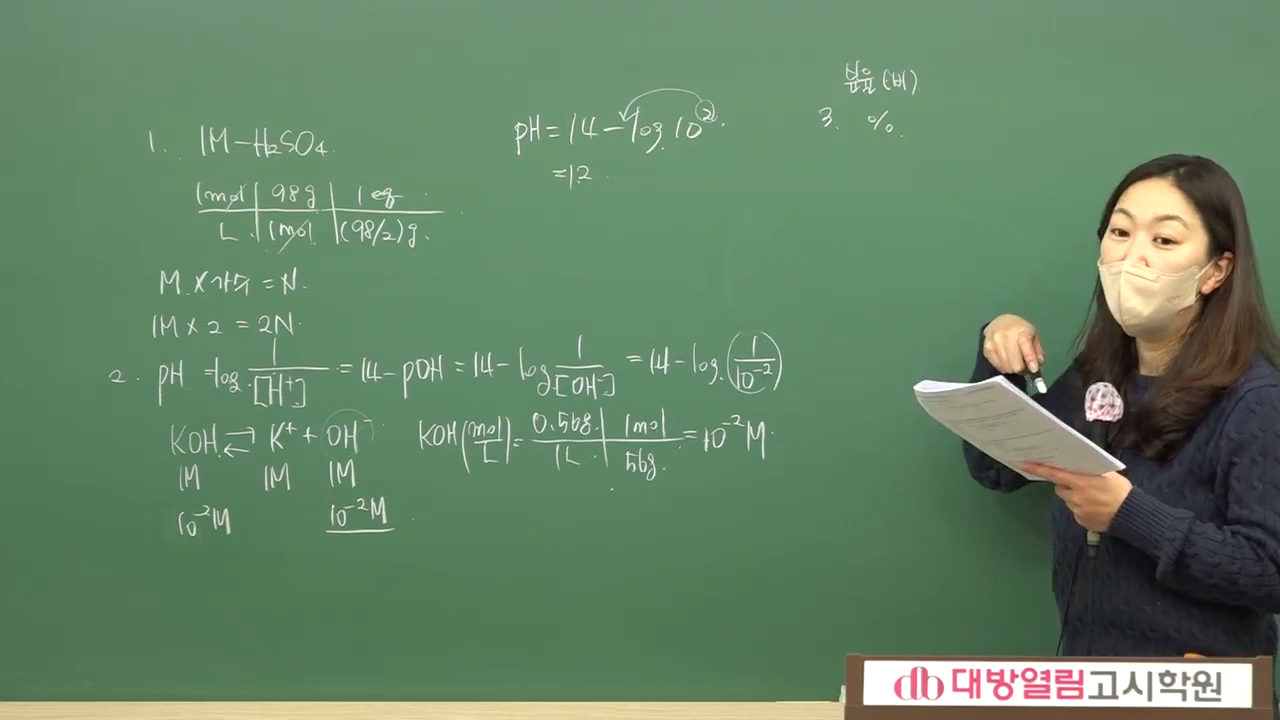 1. 1M-H₂SO₄
1mol | 98g | 1eq
L | 1mol | (98/2)g.
M × 가수 = N.
1M × 2 = 2N.
2. pH = log 1/[H⁺] = 14 - pOH = 14 - log 1/[OH⁻] = 14 - log (1/10⁻²)
KOH ⇄ K⁺ + OH⁻
1M 1M 1M
10⁻²M 10⁻²M
KOH(mol/L) = 0.56g | 1mol = 10⁻²M.
1L | 56g.
pH = 14 - log 10²
= 12
(비)
3. %.
db 대방열림고시학원